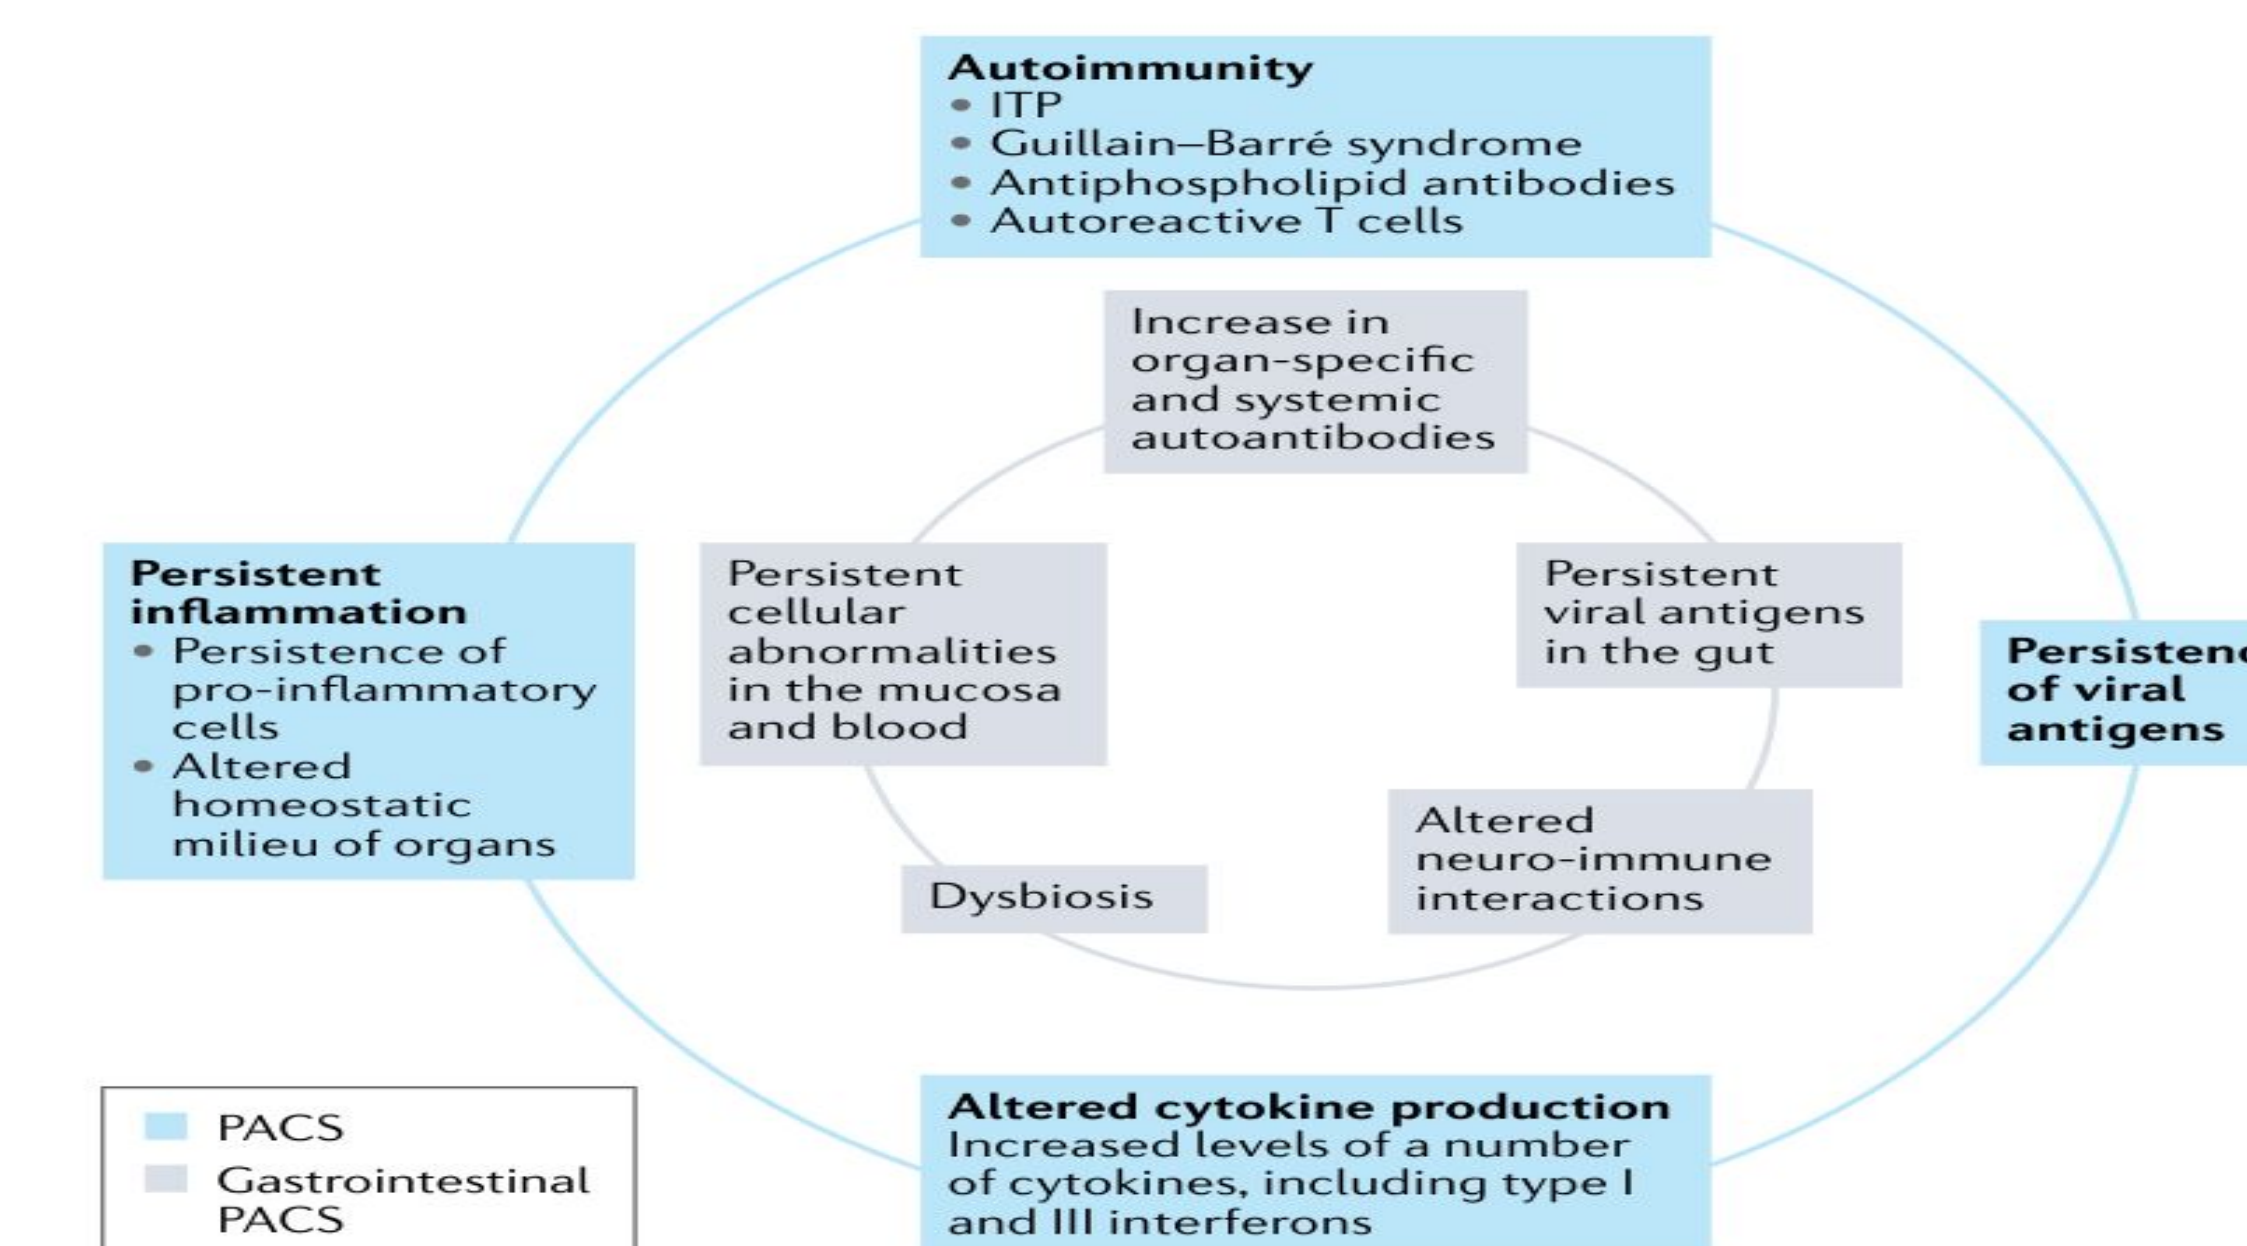 Autoimmunity
• ITP
• Guillain–Barré syndrome
• Antiphospholipid antibodies
• Autoreactive T cells
Increase in
organ-specific
and systemic
autoantibodies
Persistent
inflammation
• Persistence of
pro-inflammatory
cells
• Altered
homeostatic
milieu of organs
Persistent
cellular
abnormalities
in the mucosa
and blood
Persistent
viral antigens
in the gut
of viral
antigens
Altered
neuro-immune
interactions
Dysbiosis
Altered cytokine production
Increased levels of a number
of cytokines, including type I
and III interferons
PACS
Gastrointestinal
PACS